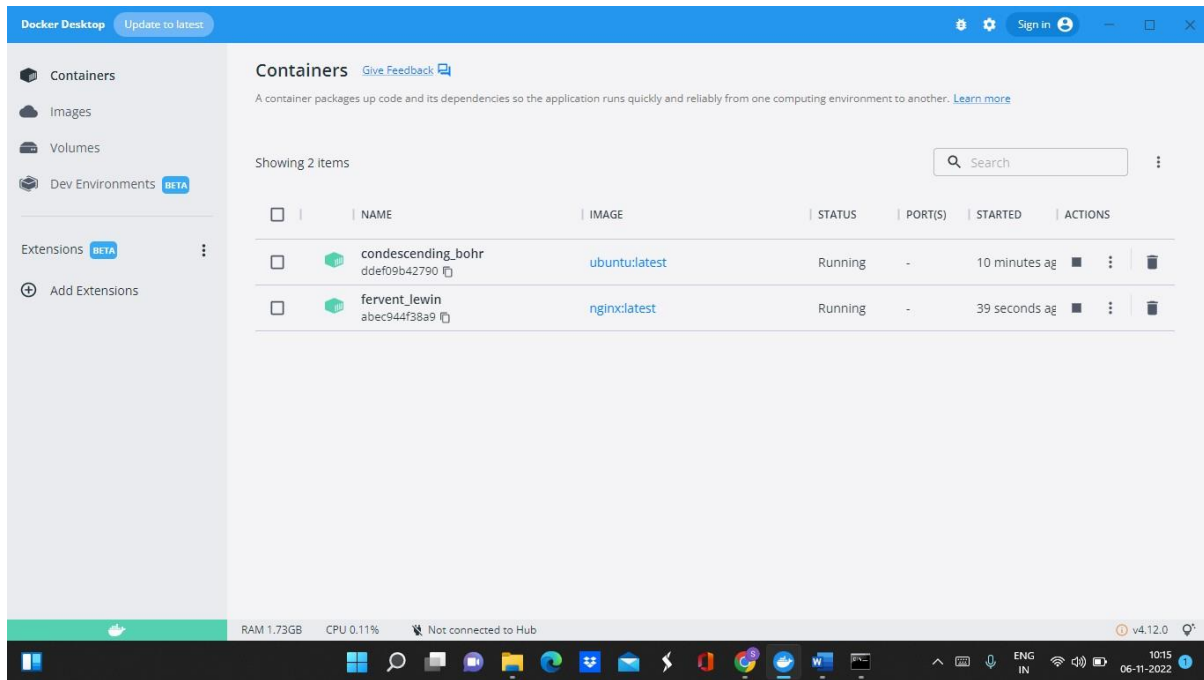 Docker Desktop Update to latest Sign in
Containers
Images
Volumes
Dev Environments BETA
Extensions BETA
Add Extensions
Containers Give Feedback
A container packages up code and its dependencies so the application runs quickly and reliably from one computing environment to another. Learn more
Showing 2 items Search
NAME IMAGE STATUS PORT(S) STARTED ACTIONS
condescending_bohr ubuntu:latest Running - 10 minutes ag
ddef09b42790
fervent_lewin nginx:latest Running - 39 seconds ag
abec944f38a9
RAM 1.73GB CPU 0.11% Not connected to Hub v4.12.0
ENG 10:15
IN 06-11-2022 1